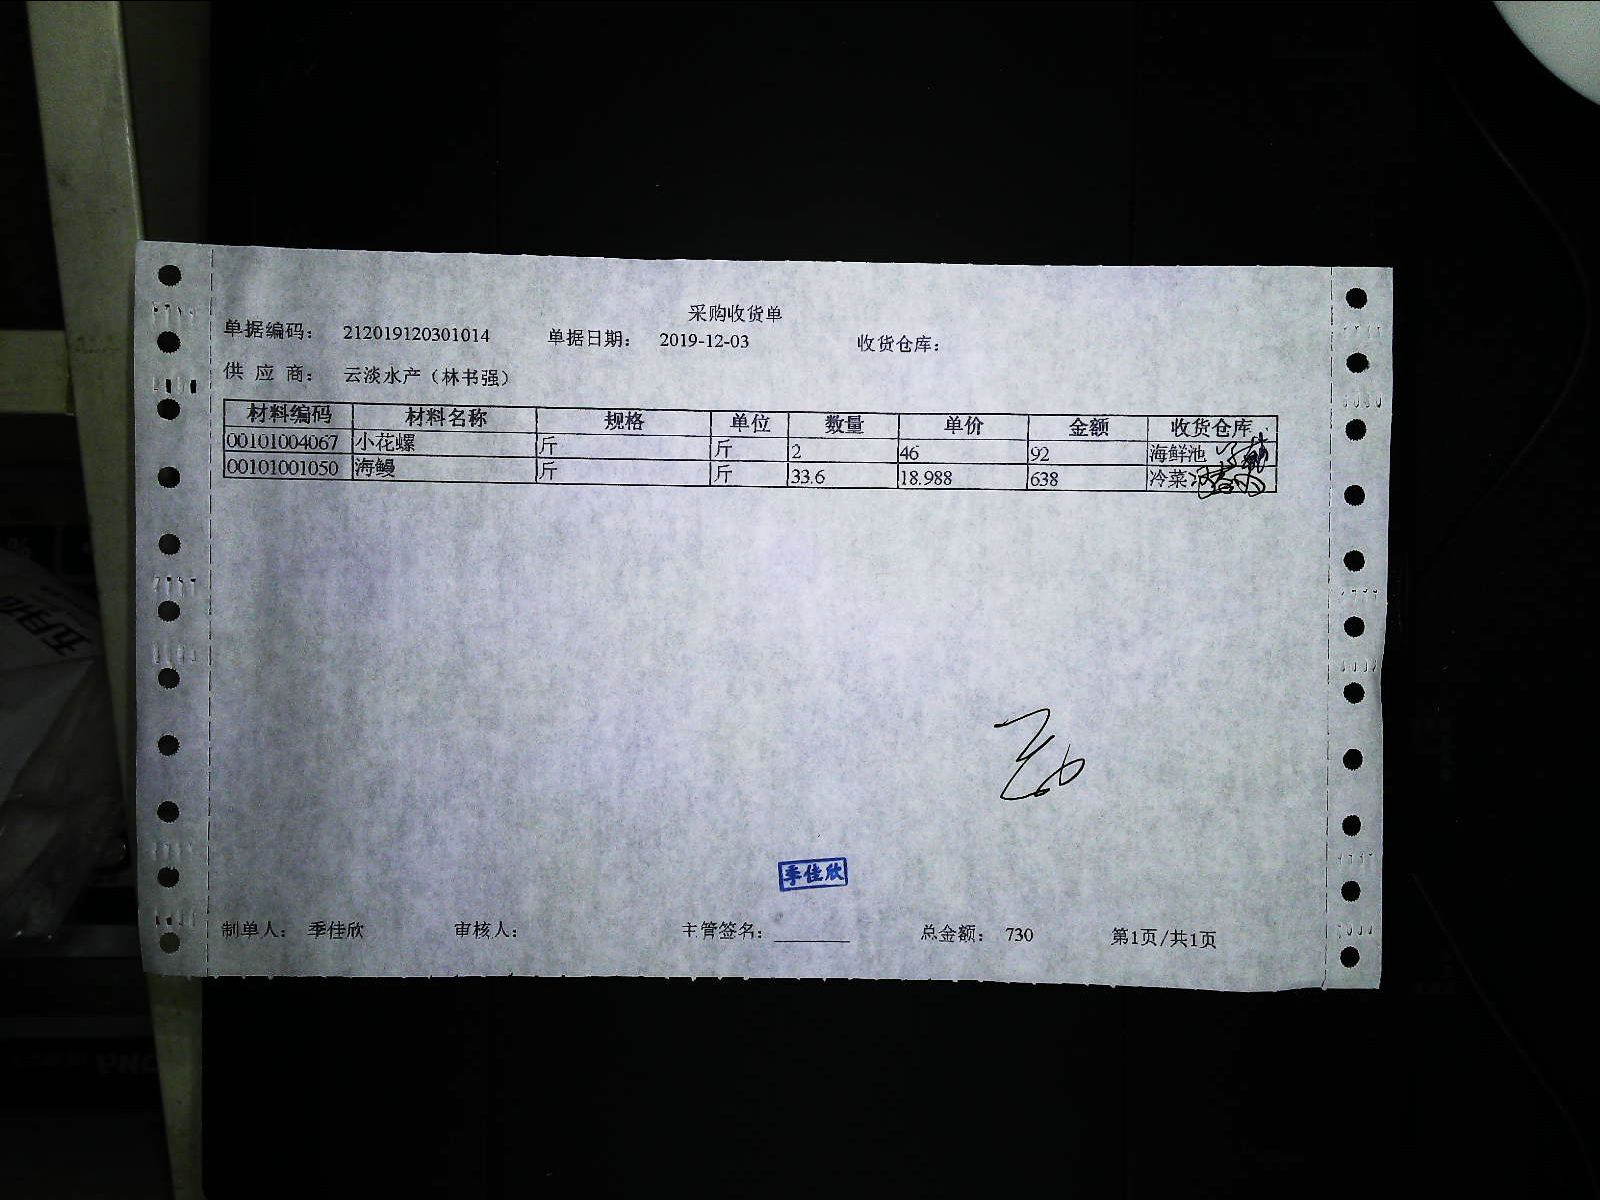 采购收货单
单据编码: 212019120301014 单据日期: 2019-12-03 收货仓库:
供 应 商: 云淡水产（林书强）
材料编码 材料名称 规格 单位 数量 单价 金额 收货仓库
00101004067 小花螺 斤 斤 2 46 92 海鲜池
00101001050 海鳗 斤 斤 33.6 18.988 638 冷菜
季佳欣
制单人: 季佳欣 审核人: 主管签名: 总金额: 730 第1页/共1页